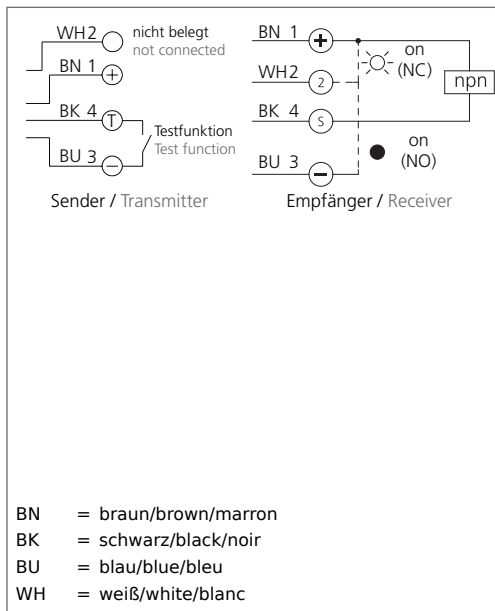 WH2 nicht belegt
not connected
BN 1 +
BK 4 T
Testfunktion
Test function
BU 3 −
Sender / Transmitter
BN 1 +
on
(NC)
WH2 2
npn
BK 4 S
on
(NO)
BU 3 −
Empfänger / Receiver
BN = braun/brown/marron
BK = schwarz/black/noir
BU = blau/blue/bleu
WH = weiß/white/blanc